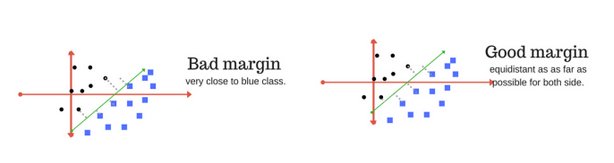 Bad margin
very close to blue class.
Good margin
equidistant as as far as
possible for both side.